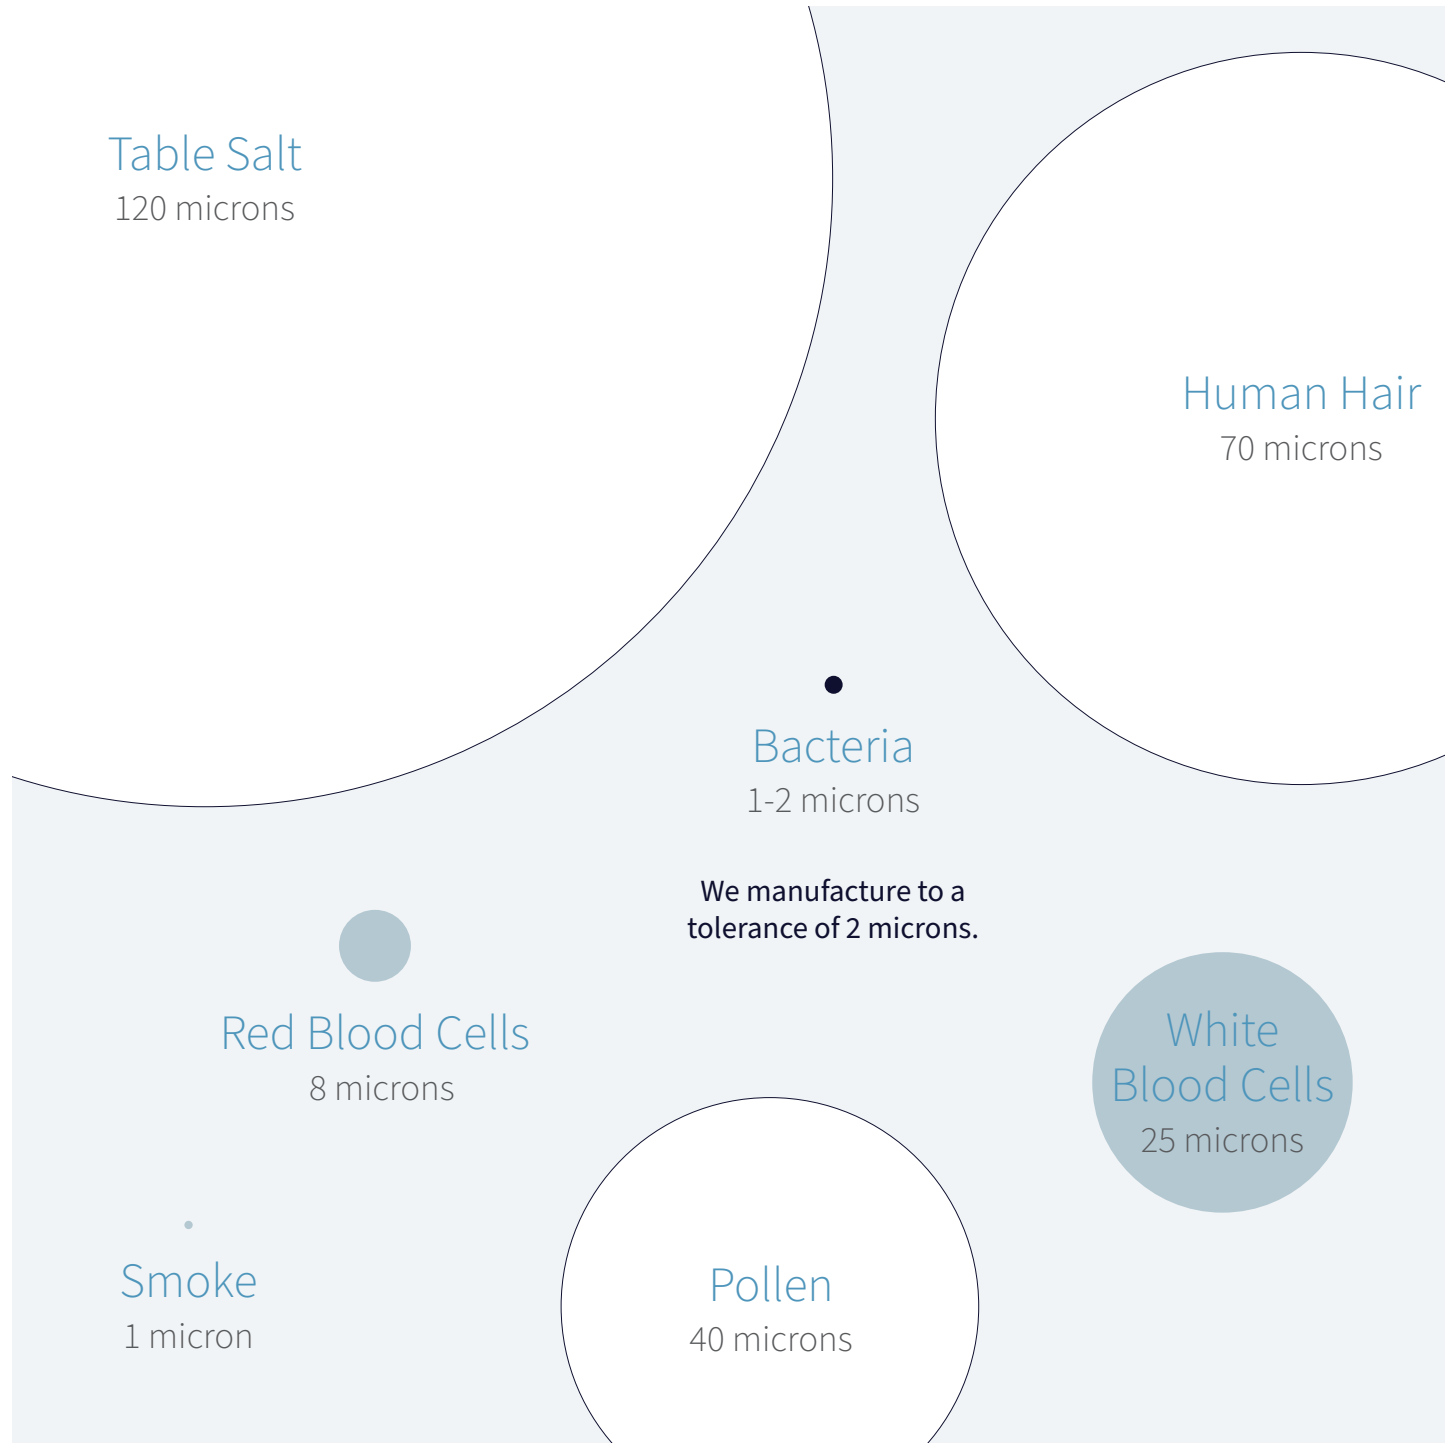 Table Salt
120 microns
Human Hair
70 microns
Bacteria
1-2 microns
We manufacture to a
tolerance of 2 microns.
Red Blood Cells
8 microns
White
Blood Cells
25 microns
Smoke
1 micron
Pollen
40 microns